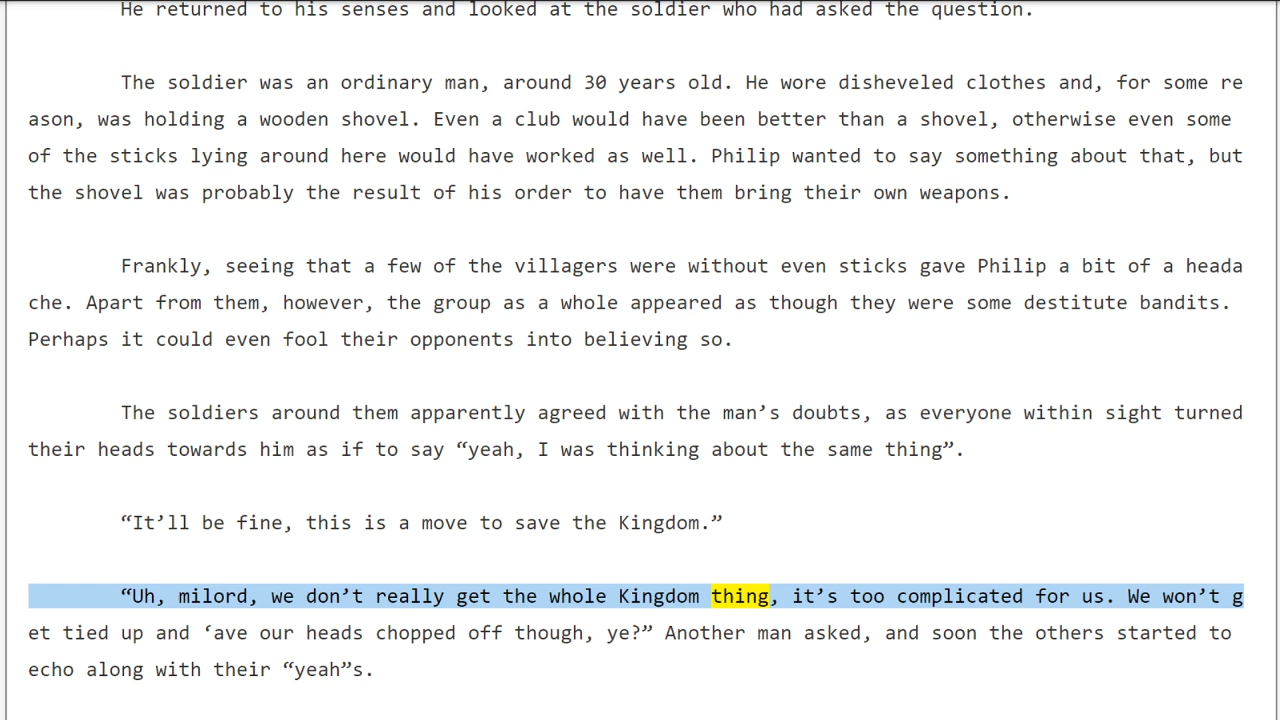 He returned to his senses and looked at the soldier who had asked the question.
The soldier was an ordinary man, around 30 years old. He wore disheveled clothes and, for some re
ason, was holding a wooden shovel. Even a club would have been better than a shovel, otherwise even some
of the sticks lying around here would have worked as well. Philip wanted to say something about that, but
the shovel was probably the result of his order to have them bring their own weapons.
Frankly, seeing that a few of the villagers were without even sticks gave Philip a bit of a heada
che. Apart from them, however, the group as a whole appeared as though they were some destitute bandits.
Perhaps it could even fool their opponents into believing so.
The soldiers around them apparently agreed with the man’s doubts, as everyone within sight turned
their heads towards him as if to say “yeah, I was thinking about the same thing”.
“It’ll be fine, this is a move to save the Kingdom.”
“Uh, milord, we don’t really get the whole Kingdom thing, it’s too complicated for us. We won’t g
et tied up and ‘ave our heads chopped off though, ye?” Another man asked, and soon the others started to
echo along with their “yeah”s.